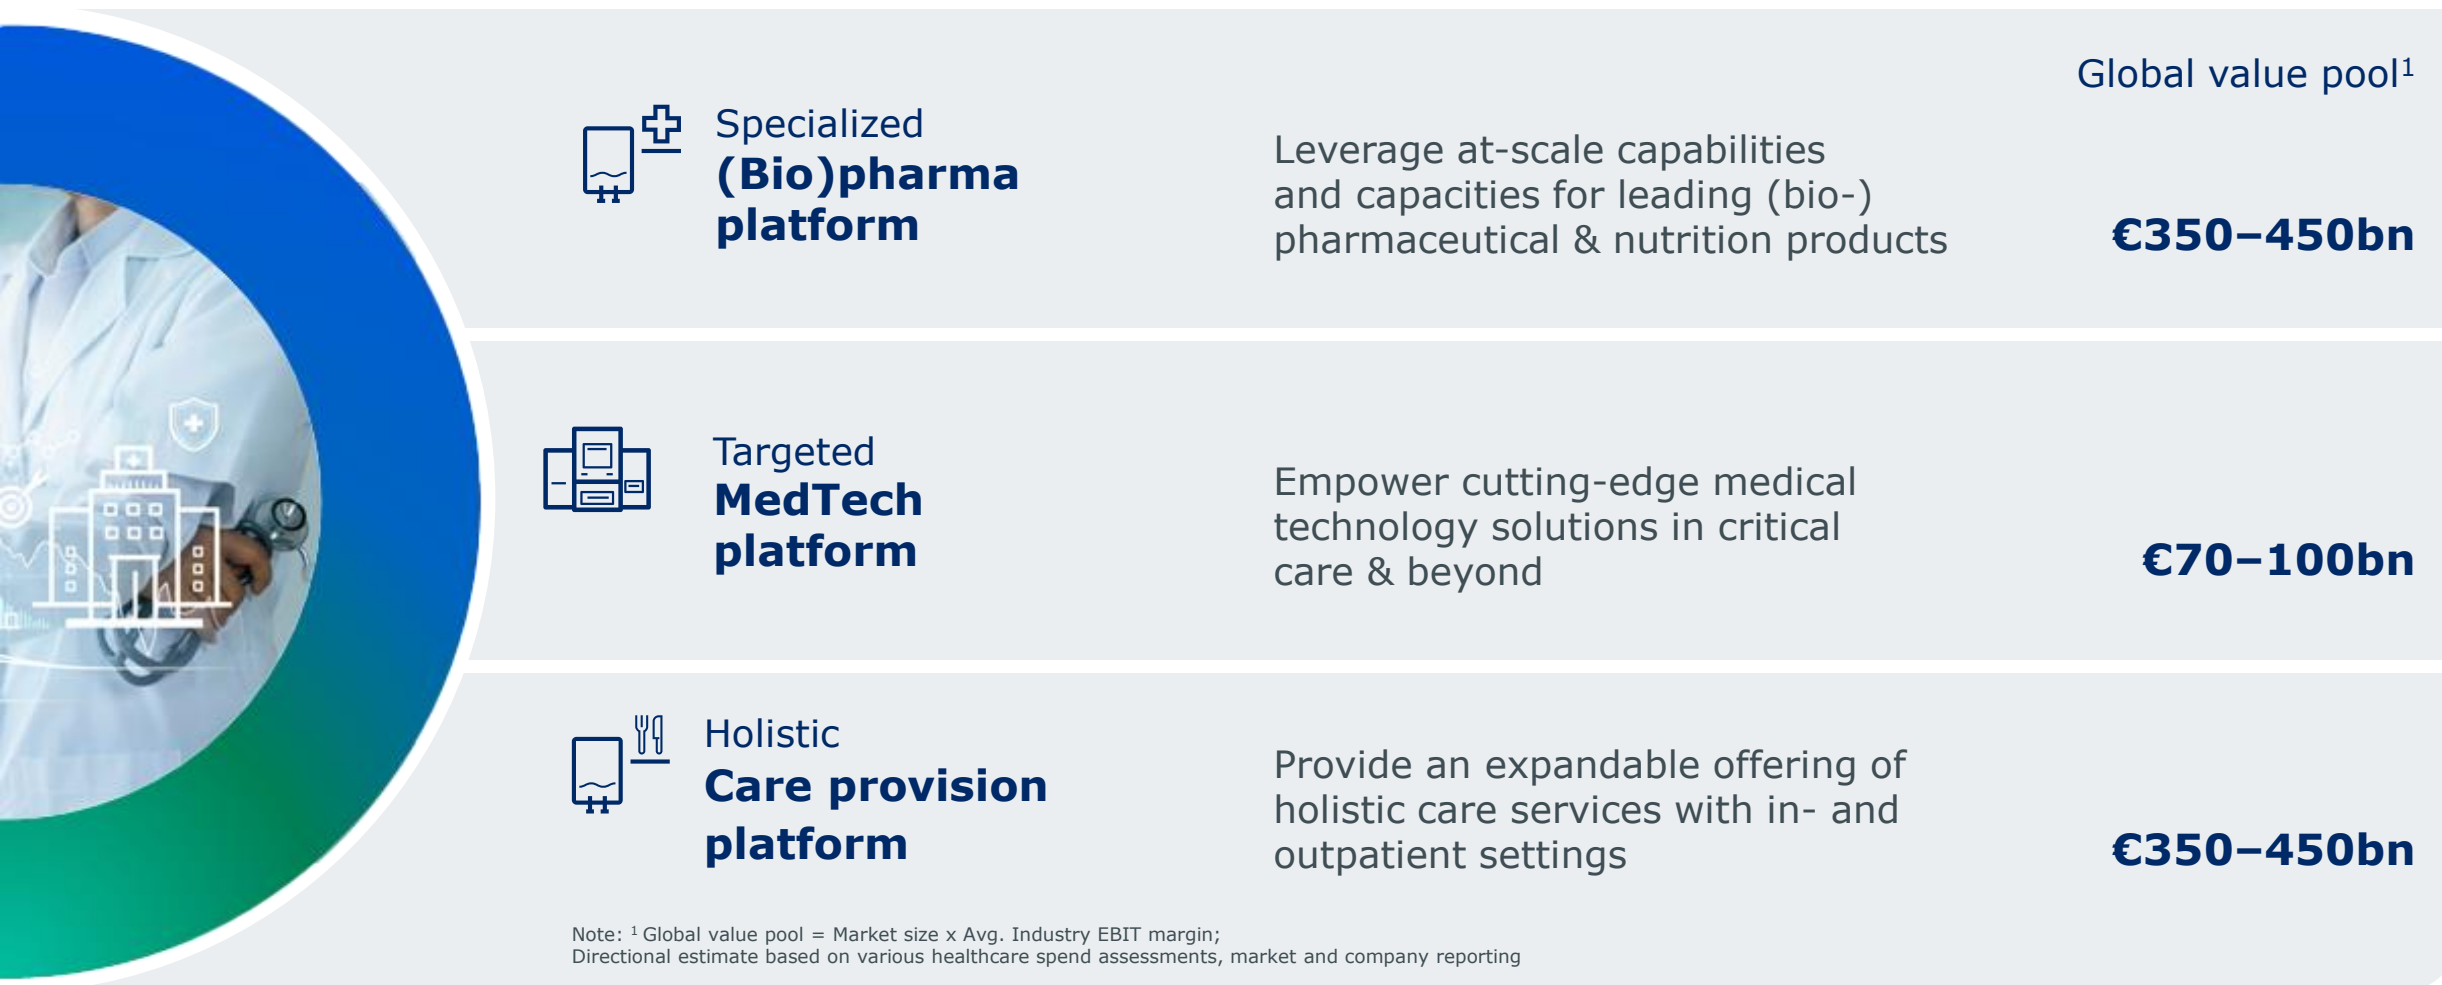 Global value pool¹
Specialized
(Bio)pharma
platform
Leverage at-scale capabilities
and capacities for leading (bio-)
pharmaceutical & nutrition products
€350–450bn
Targeted
MedTech
platform
Empower cutting-edge medical
technology solutions in critical
care & beyond
€70–100bn
Holistic
Care provision
platform
Provide an expandable offering of
holistic care services with in- and
outpatient settings
€350–450bn
Note: ¹ Global value pool = Market size x Avg. Industry EBIT margin;
Directional estimate based on various healthcare spend assessments, market and company reporting